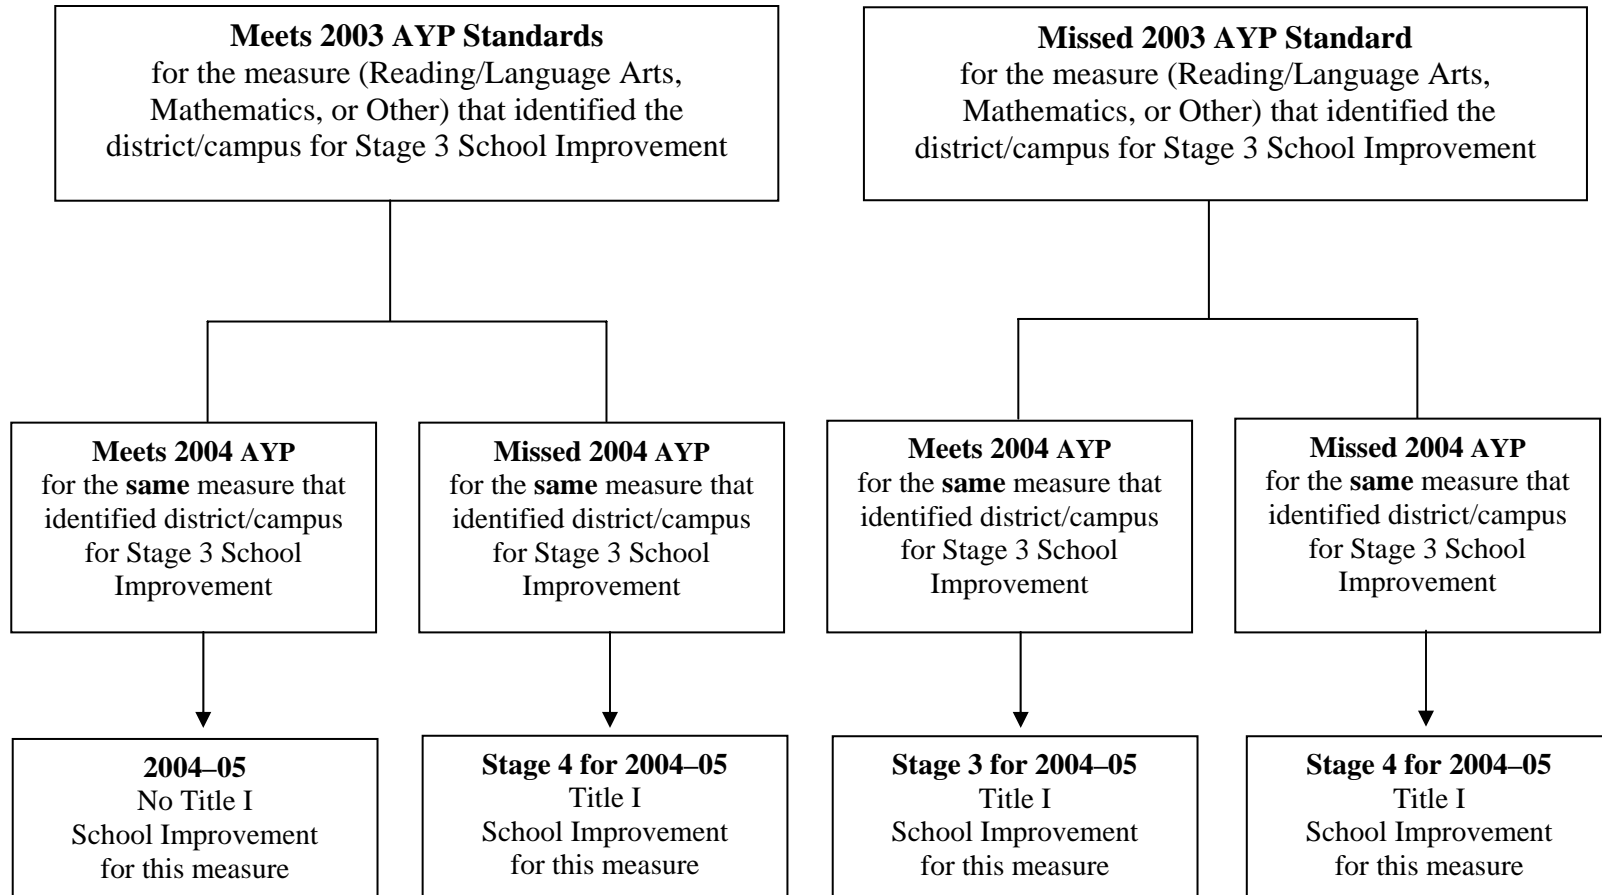 Meets 2003 AYP Standards
for the measure (Reading/Language Arts,
Mathematics, or Other) that identified the
district/campus for Stage 3 School Improvement
Missed 2003 AYP Standard
for the measure (Reading/Language Arts,
Mathematics, or Other) that identified the
district/campus for Stage 3 School Improvement
Meets 2004 AYP
for the same measure that
identified district/campus
for Stage 3 School
Improvement
Missed 2004 AYP
for the same measure that
identified district/campus
for Stage 3 School
Improvement
Meets 2004 AYP
for the same measure that
identified district/campus
for Stage 3 School
Improvement
Missed 2004 AYP
for the same measure that
identified district/campus
for Stage 3 School
Improvement
2004–05
No Title I
School Improvement
for this measure
Stage 4 for 2004–05
Title I
School Improvement
for this measure
Stage 3 for 2004–05
Title I
School Improvement
for this measure
Stage 4 for 2004–05
Title I
School Improvement
for this measure